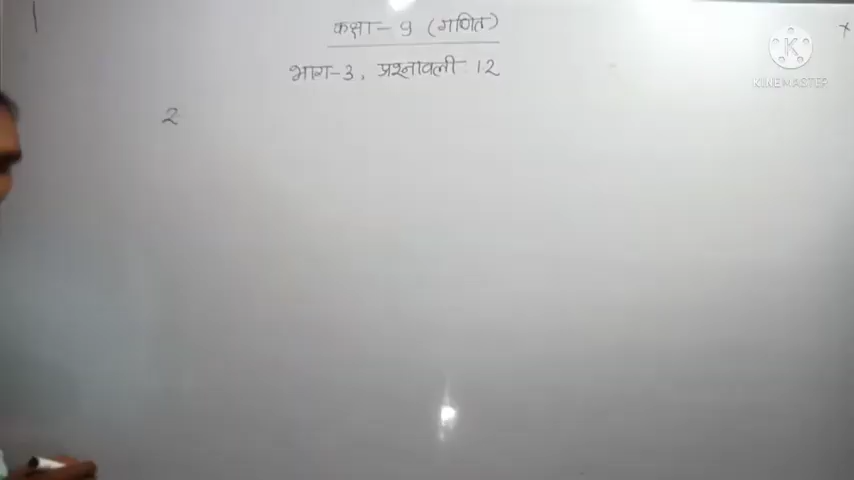 कक्षा - 9 (गणित)
भाग-3, प्रश्नावली 12
2
K
KINEMASTER